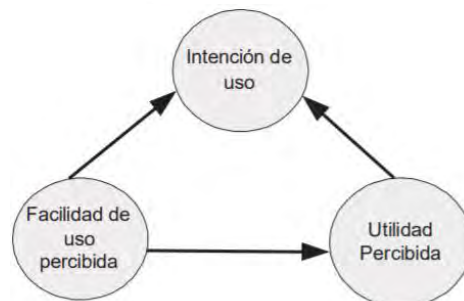 Intención de
uso
Facilidad de
uso
percibida
Utilidad
Percibida